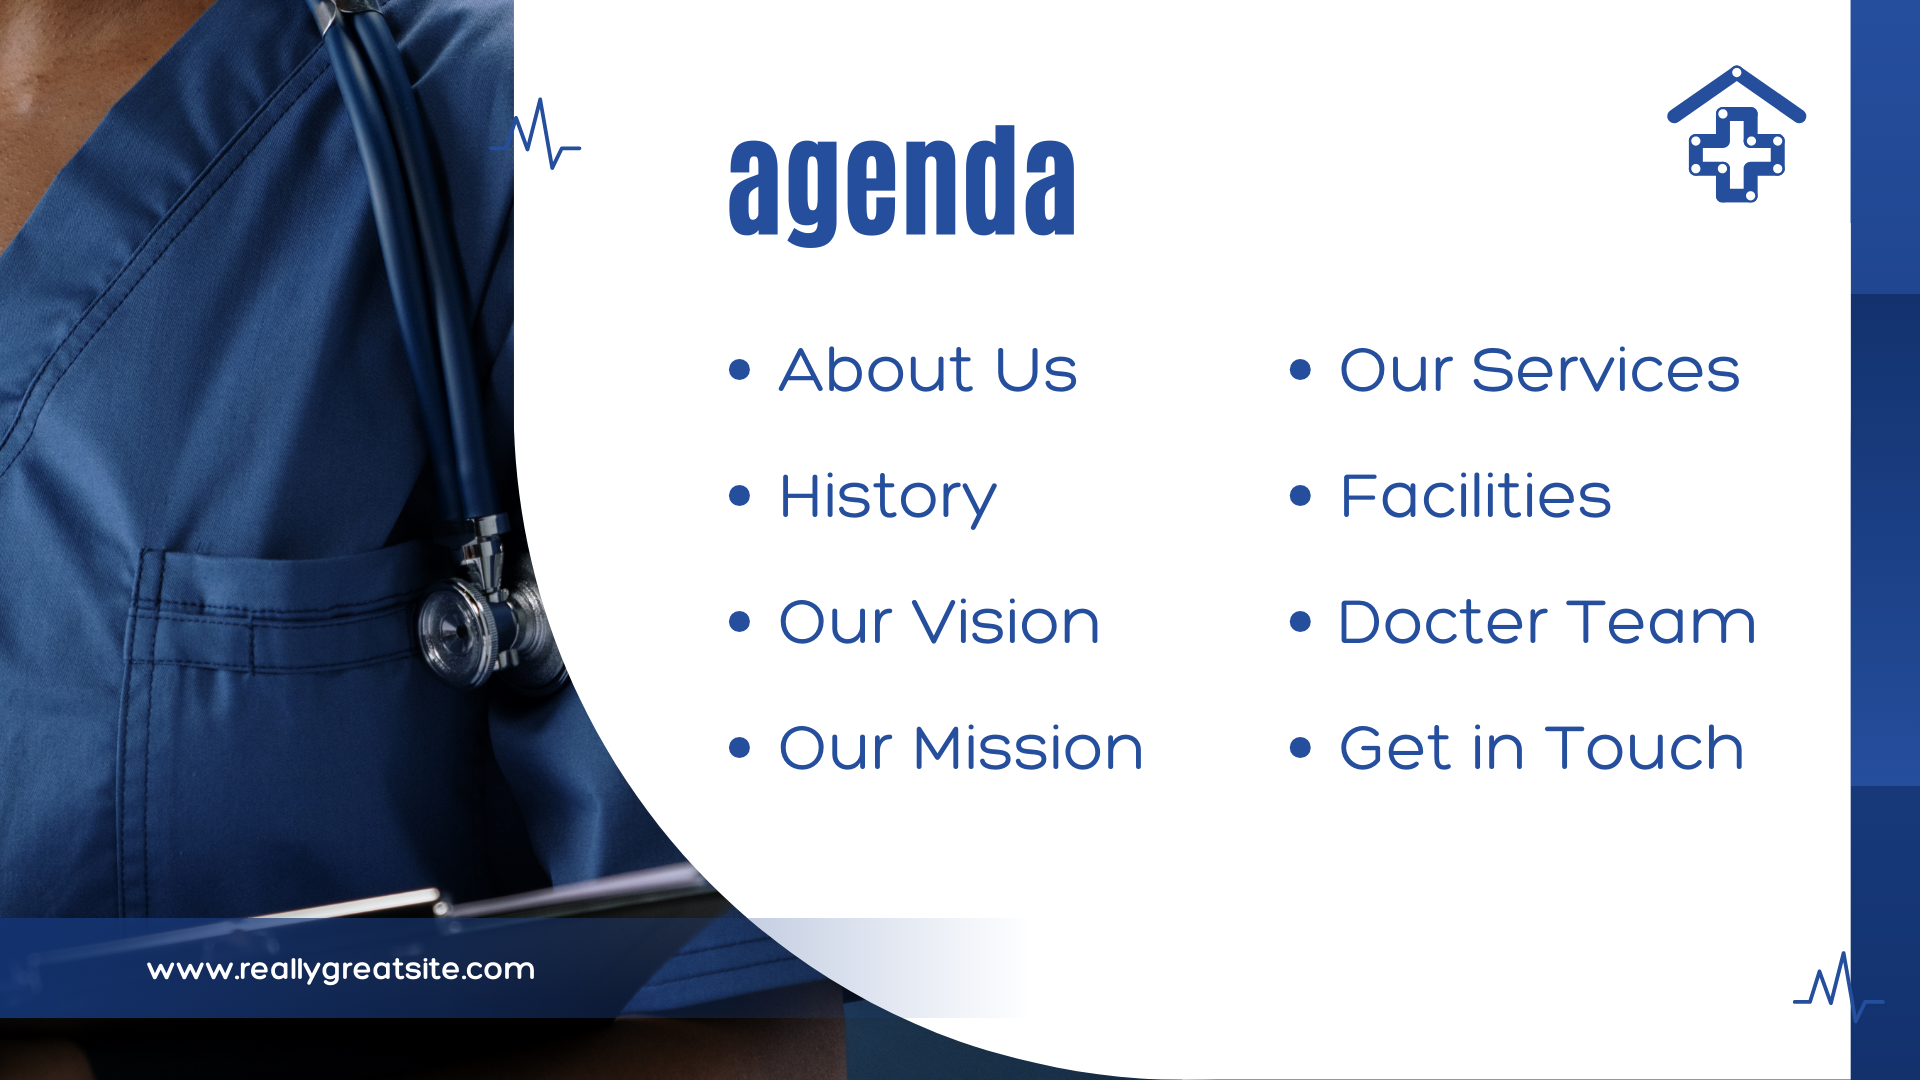 agenda
About Us
History
Our Vision
Our Mission
Our Services
Facilities
Docter Team
Get in Touch
www.reallygreatsite.com